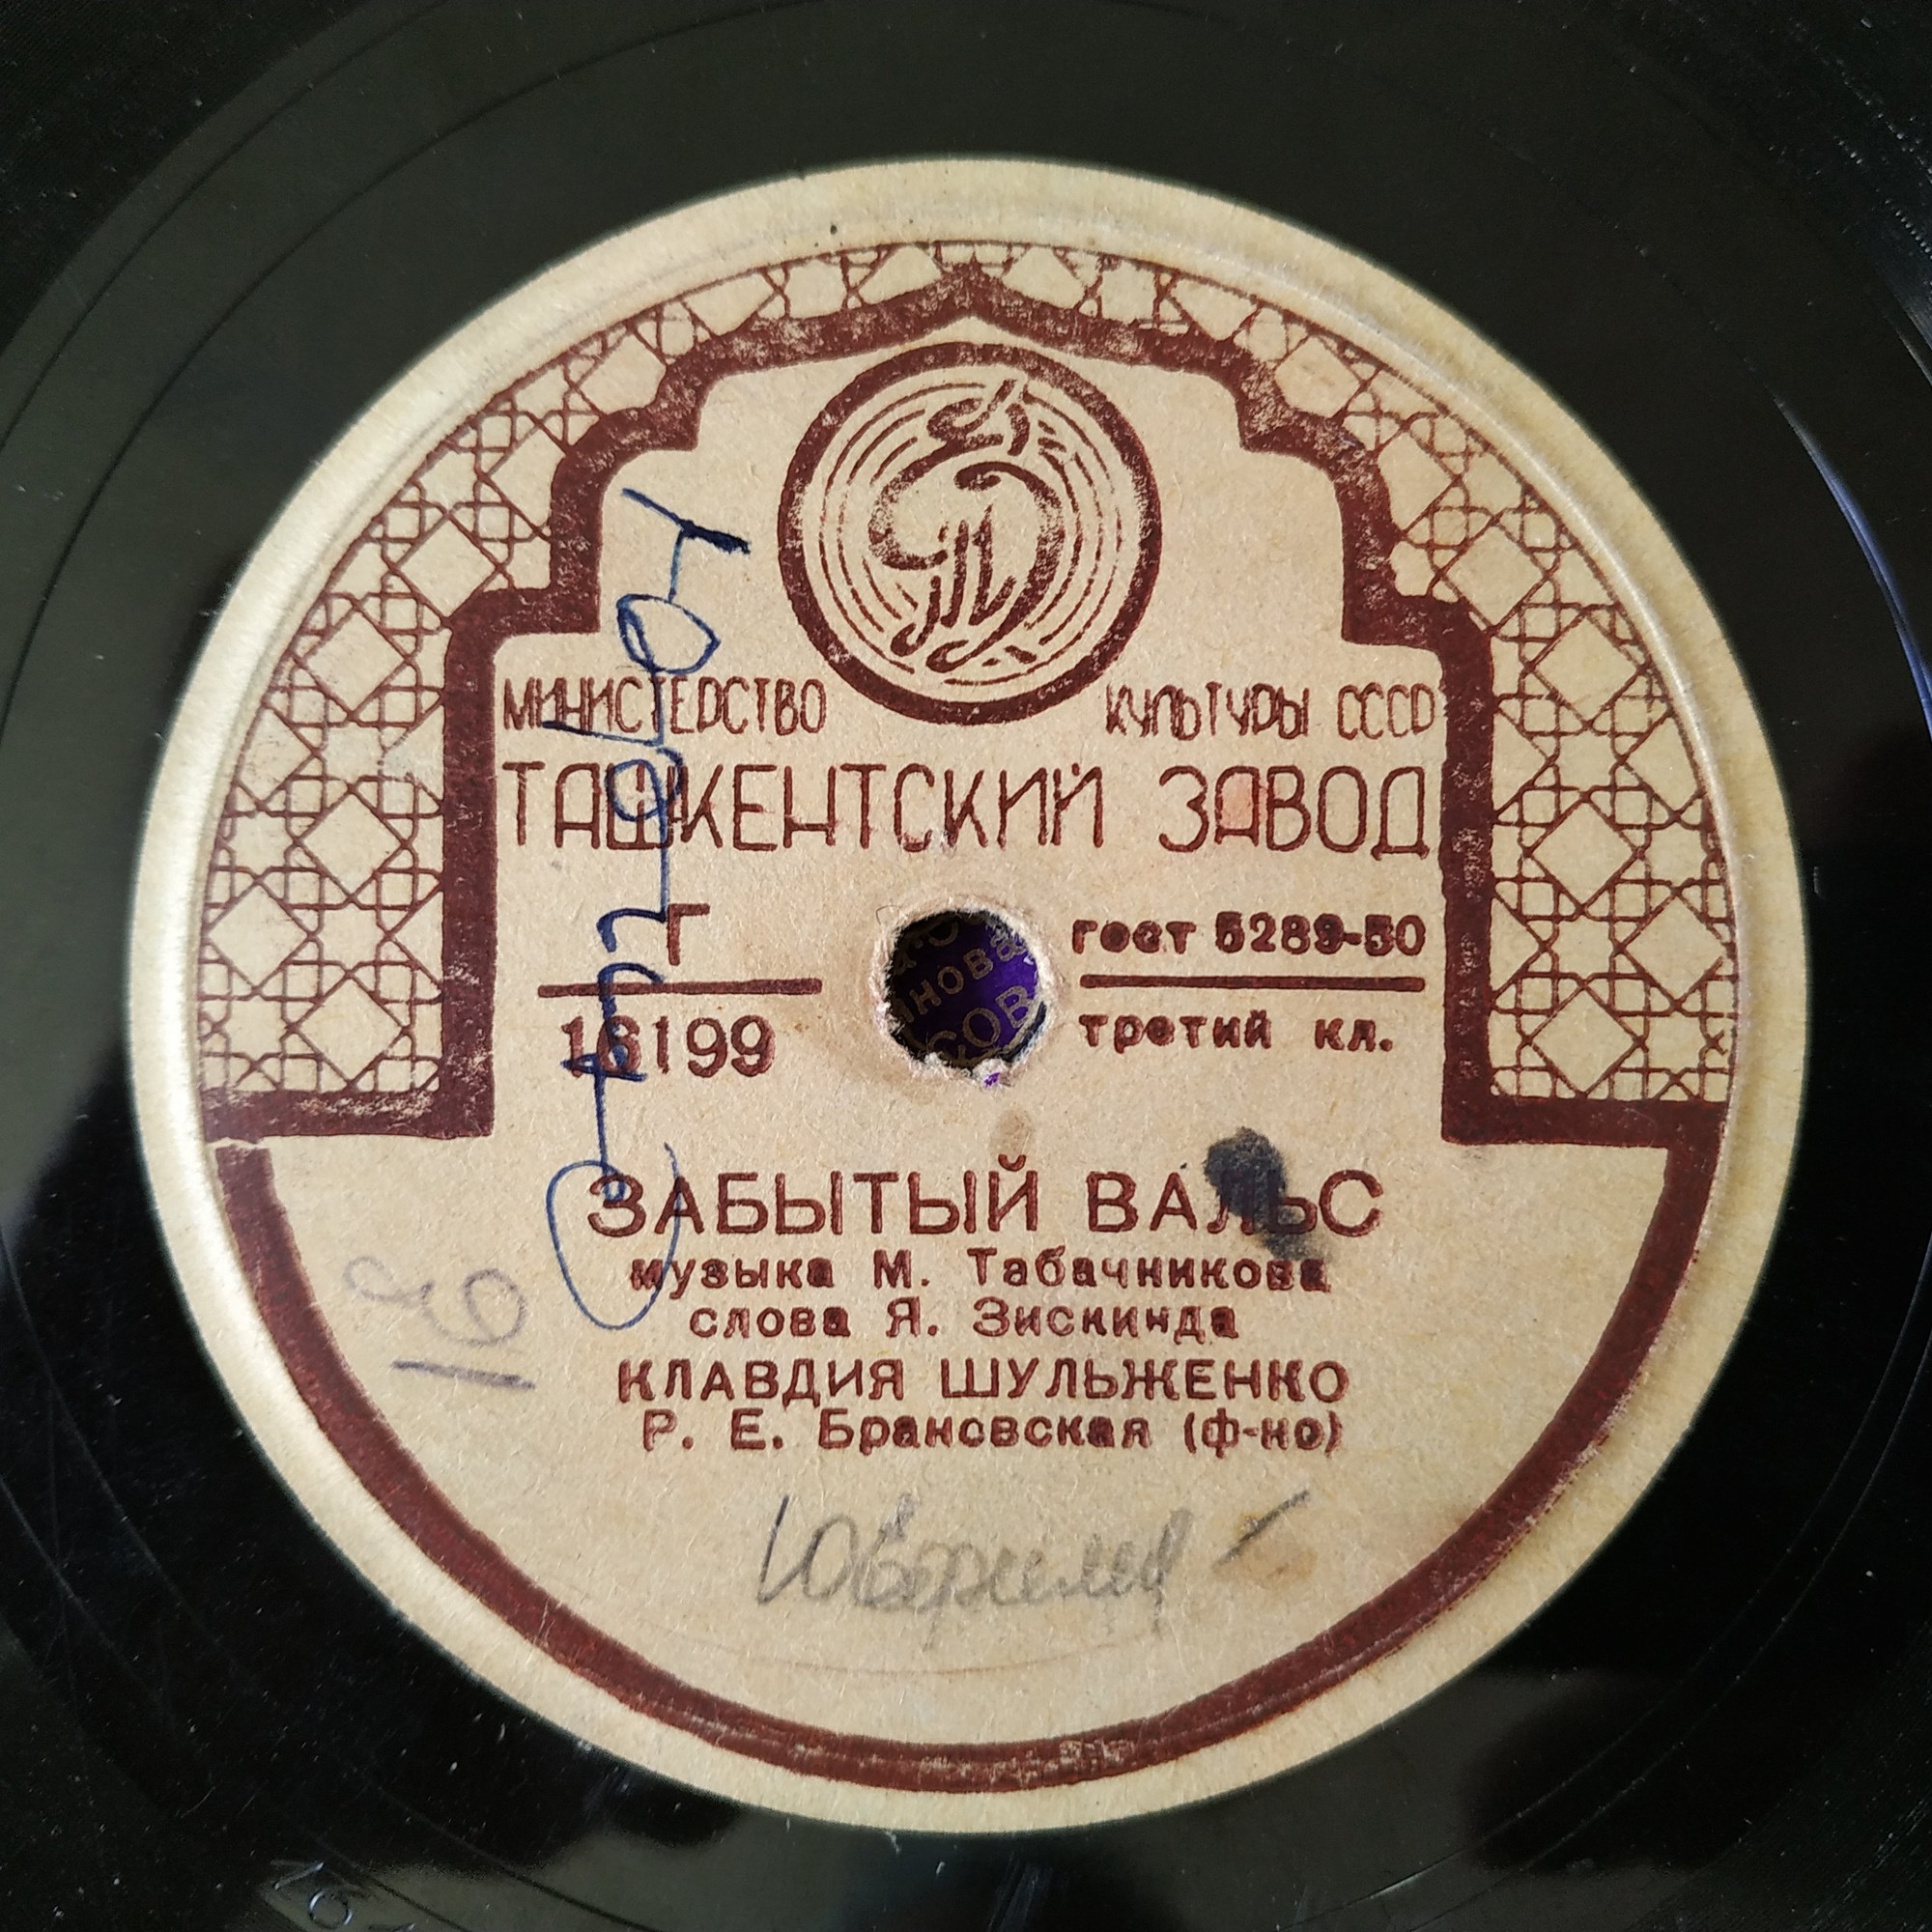 МИНИСТЕРСТВО КУЛЬТУРЫ СССР
ТАШКЕНТСКИЙ ЗАВОД
Г гост 5289-50
16199 третий кл.
ЗАБЫТЫЙ ВАЛЬС
музыка М. Табачникова
слова Я. Зискинда
КЛАВДИЯ ШУЛЬЖЕНКО
Р. Е. Брановская (ф-но)